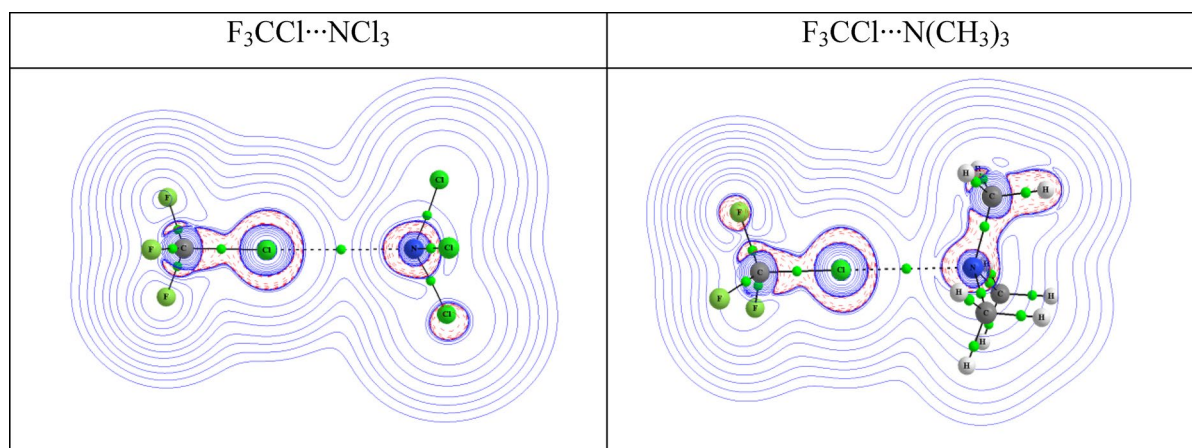 F₃CCl···NCl₃
F₃CCl···N(CH₃)₃
Cl
F
F C Cl N Cl
F
Cl
H H
C H
F
C Cl N H
H C H
F F C H
H
H